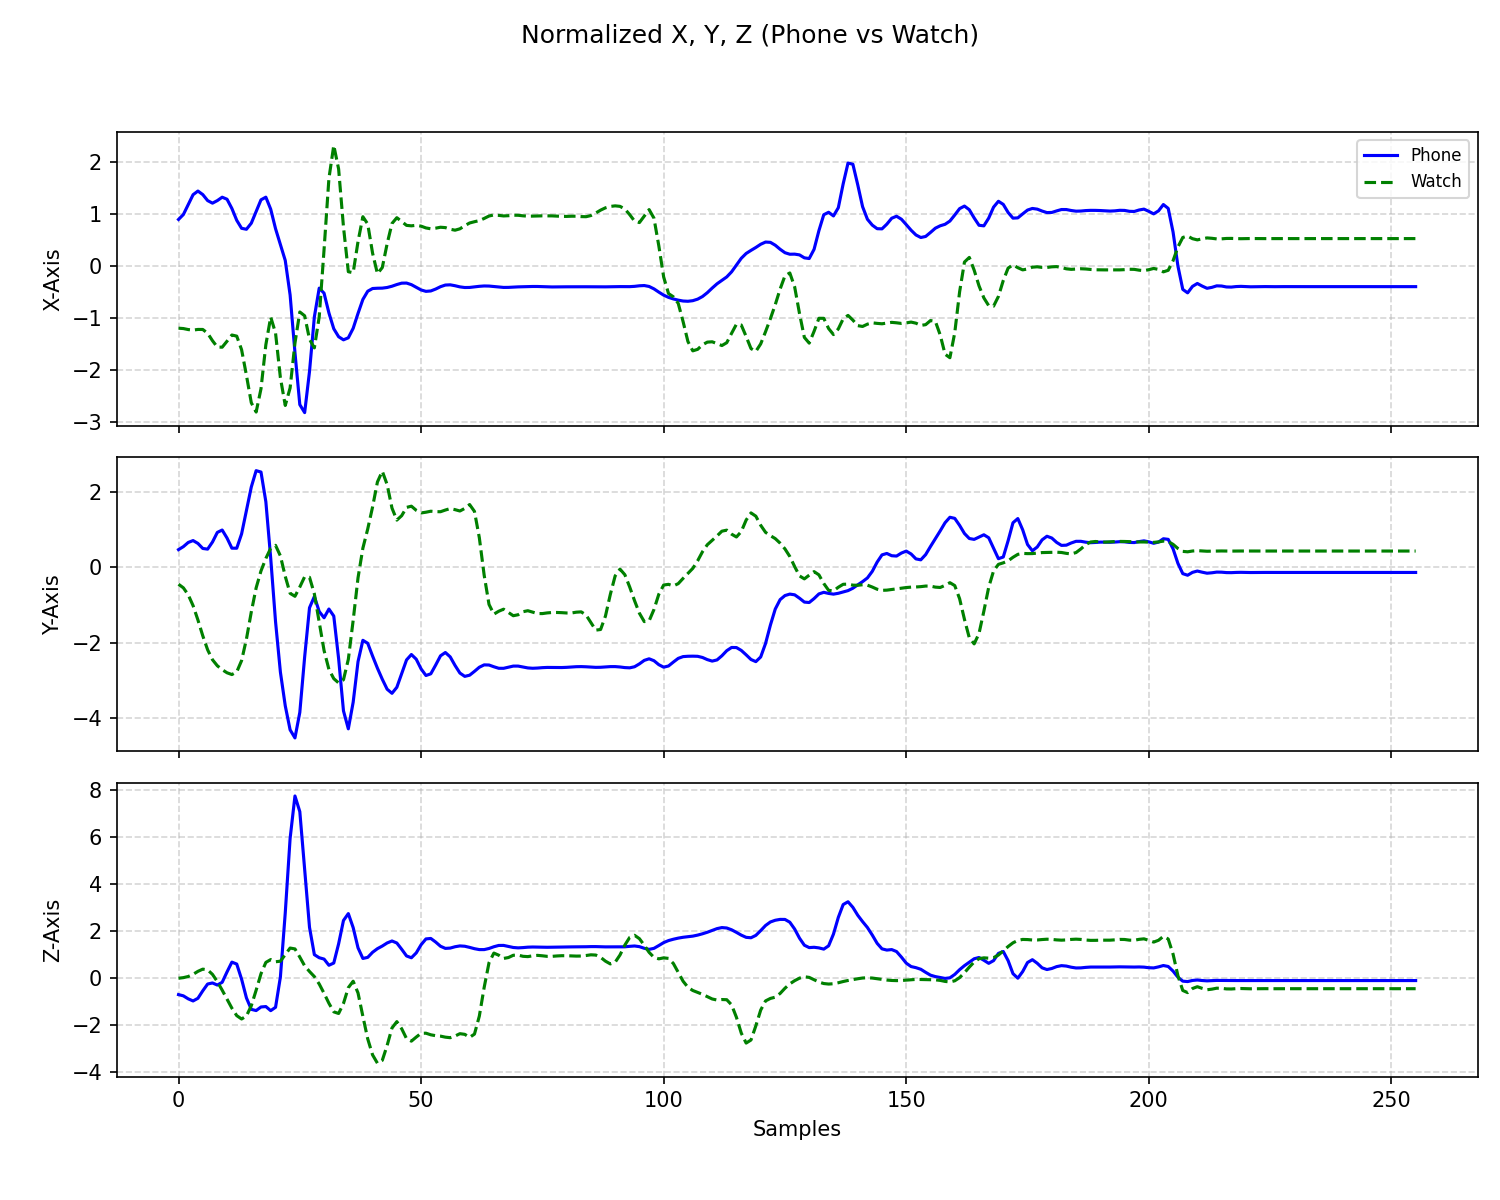 Normalized X, Y, Z (Phone vs Watch)
2
1
0
−1
−2
−3
X-Axis
Phone
Watch
2
0
−2
−4
Y-Axis
8
6
4
2
0
−2
−4
Z-Axis
0 50 100 150 200 250
Samples